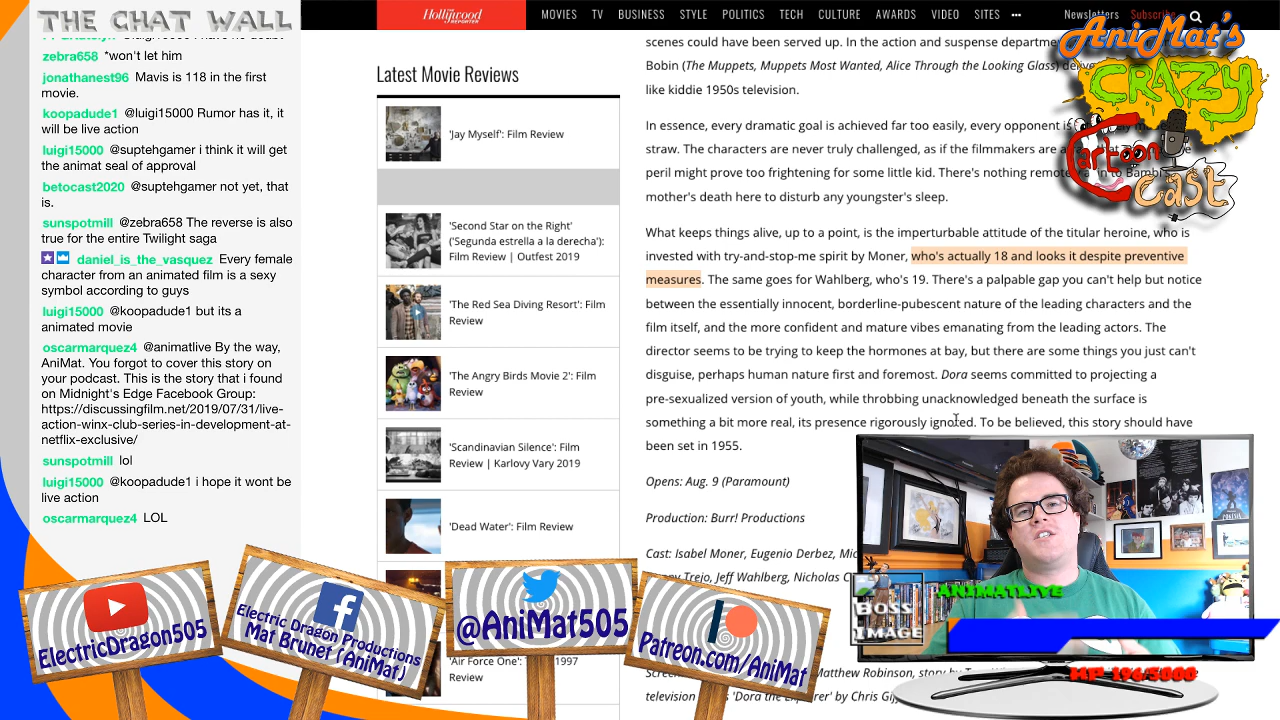 THE CHAT WALL
zebra658 *won't let him
jonathanest96 Mavis is 118 in the first
movie.
koopadude1 @luigi15000 Rumor has it, it
will be live action
luigi15000 @suptehgamer i think it will get
the animat seal of approval
betocast2020 @suptehgamer not yet, that
is.
sunspotmill @zebra658 The reverse is also
true for the entire Twilight saga
daniel_is_the_vasquez Every female
character from an animated film is a sexy
symbol according to guys
luigi15000 @koopadude1 but its a
animated movie
oscarmarquez4 @animatlive By the way,
AniMat. You forgot to cover this story on
your podcast. This is the story that i found
on Midnight's Edge Facebook Group:
https://discussingfilm.net/2019/07/31/live-
action-winx-club-series-in-development-at-
netflix-exclusive/
sunspotmill lol
luigi15000 @koopadude1 i hope it wont be
live action
oscarmarquez4 LOL
Hollywood
REPORTER
MOVIES TV BUSINESS STYLE POLITICS TECH CULTURE AWARDS VIDEO SITES ••• Newsletters Subscribe
Latest Movie Reviews
'Jay Myself': Film Review
'Second Star on the Right'
('Segunda estrella a la derecha'):
Film Review | Outfest 2019
'The Red Sea Diving Resort': Film
Review
'The Angry Birds Movie 2': Film
Review
'Scandinavian Silence': Film
Review | Karlovy Vary 2019
'Dead Water': Film Review
'Air Force One': 1997
Review
scenes could have been served up. In the action and suspense
Bobin (The Muppets, Muppets Most Wanted, Alice Through the Looking Glass)
like kiddie 1950s television.
In essence, every dramatic goal is achieved far too easily, every opponent is
straw. The characters are never truly challenged, as if the filmmakers are
peril might prove too frightening for some little kid. There's nothing
mother's death here to disturb any youngster's sleep.
What keeps things alive, up to a point, is the imperturbable attitude of the titular heroine, who is
invested with try-and-stop-me spirit by Moner, who's actually 18 and looks it despite preventive
measures. The same goes for Wahlberg, who's 19. There's a palpable gap you can't help but notice
between the essentially innocent, borderline-pubescent nature of the leading characters and the
film itself, and the more confident and mature vibes emanating from the leading actors. The
director seems to be trying to keep the hormones at bay, but there are some things you just can't
disguise, perhaps human nature first and foremost. Dora seems committed to projecting a
pre-sexualized version of youth, while throbbing unacknowledged beneath the surface is
something a bit more real, its presence rigorously ignored. To be believed, this story should have
been set in 1955.
Opens: Aug. 9 (Paramount)
Production: Burr! Productions
Cast: Isabel Moner, Eugenio Derbez,
Trejo, Jeff Wahlberg, Nicholas
Matthew Robinson,
television
AniMat's
CRAZY
Cartoon
Cast
ElectricDragon505
Electric Dragon Productions
Mat Brunet (AniMat)
@AniMat505
Patreon.com/AniMat
BOSS
IMAGE
ANIMATLIVE
HP 196/5000